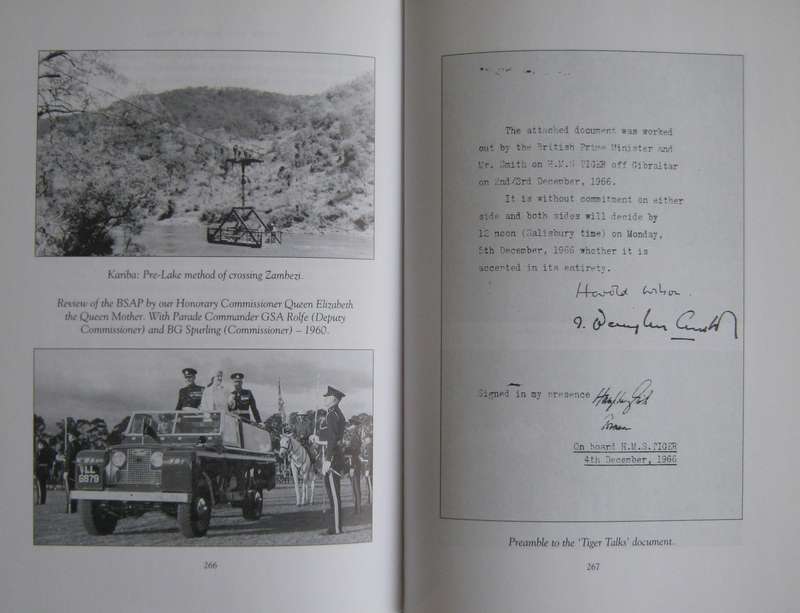 Kariba: Pre-Lake method of crossing Zambezi.
Review of the BSAP by our Honorary Commissioner Queen Elizabeth
the Queen Mother. With Parade Commander GSA Rolfe (Deputy
Commissioner) and BG Spurling (Commissioner) – 1960.
LL
6879
266
The attached document was worked
out by the British Prime Minister and
Mr. Smith on H.M.S TIGER off Gibraltar
on 2nd/3rd December, 1966.
It is without commitment on either
side and both sides will decide by
12 noon (Salisbury time) on Monday,
5th December, 1966 whether it is
accepted in its entirety.
Harold Wilson.
Signed in my presence
On board H.M.S.TIGER
4th December, 1966
Preamble to the 'Tiger Talks' document.
267